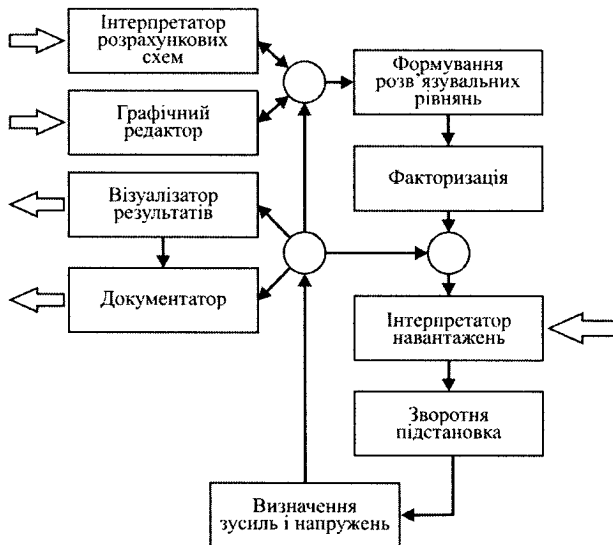 Інтерпретатор
розрахункових
схем
Графічний
редактор
Візуалізатор
результатів
Документатор
Формування
розв'язувальних
рівнянь
Факторизація
Інтерпретатор
навантажень
Зворотня
підстановка
Визначення
зусиль і напружень